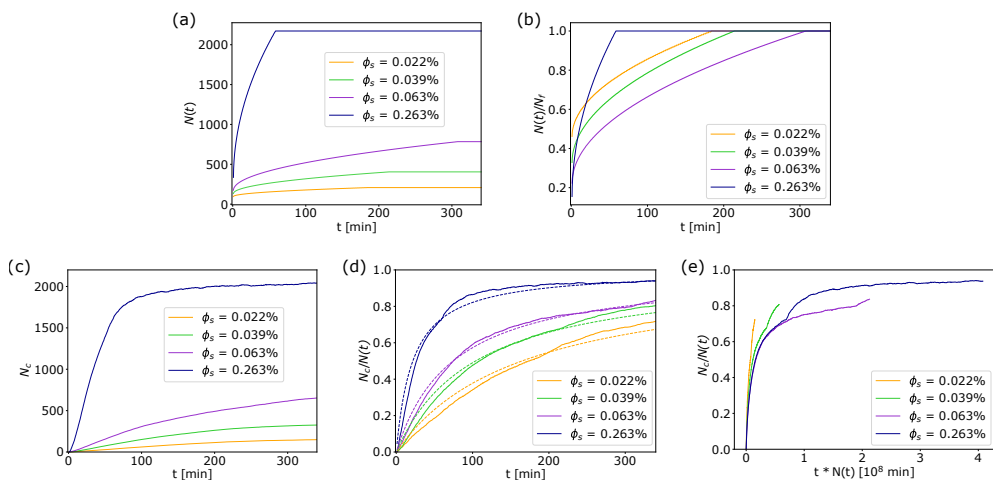 (a)
N(t)
2000
1500
1000
500
0
0 100 200 300
t [min]
ϕs = 0.022%
ϕs = 0.039%
ϕs = 0.063%
ϕs = 0.263%
(b)
N(t)/Nf
1.0
0.8
0.6
0.4
0.2
0 100 200 300
t [min]
ϕs = 0.022%
ϕs = 0.039%
ϕs = 0.063%
ϕs = 0.263%
(c)
Nc
2000
1500
1000
500
0
0 100 200 300
t [min]
ϕs = 0.022%
ϕs = 0.039%
ϕs = 0.063%
ϕs = 0.263%
(d)
Nc/N(t)
1.0
0.8
0.6
0.4
0.2
0.0
0 100 200 300
t [min]
ϕs = 0.022%
ϕs = 0.039%
ϕs = 0.063%
ϕs = 0.263%
(e)
Nc/N(t)
1.0
0.8
0.6
0.4
0.2
0.0
0 1 2 3 4
t * N(t) [10⁸ min]
ϕs = 0.022%
ϕs = 0.039%
ϕs = 0.063%
ϕs = 0.263%